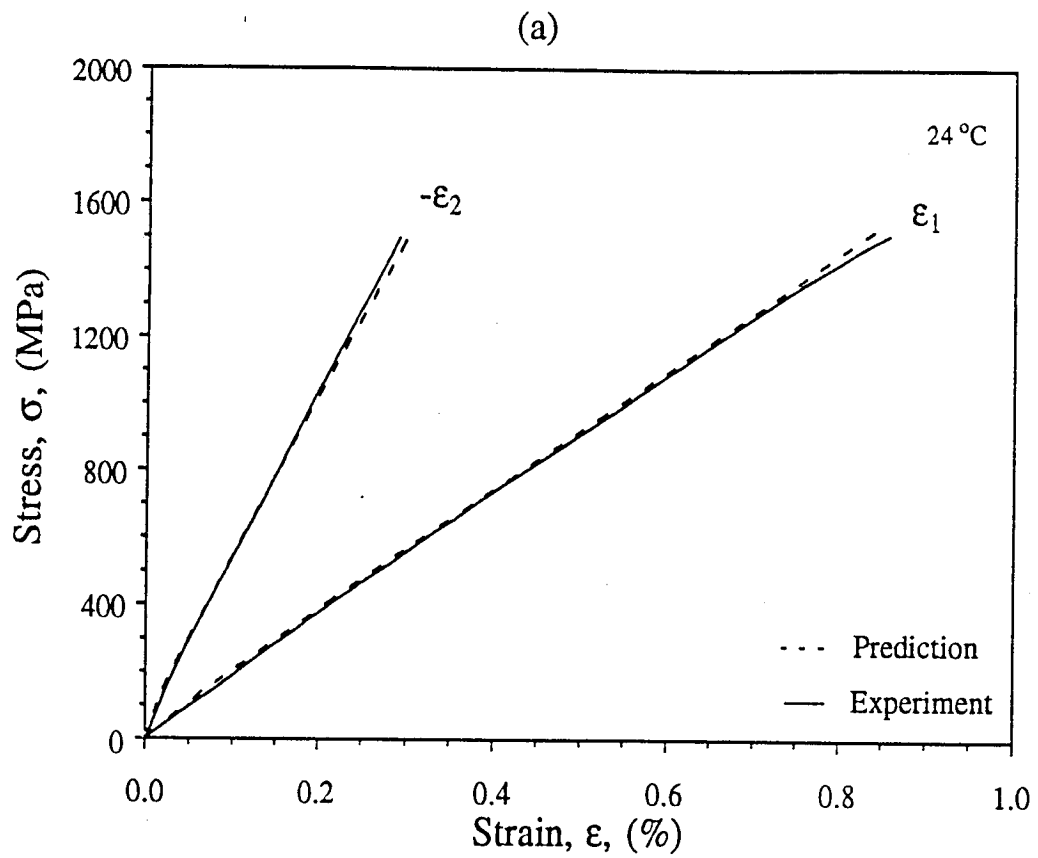 (a)
2000
1600
1200
800
400
0
Stress, σ, (MPa)
24 °C
-ε₂
ε₁
Prediction
Experiment
0.0 0.2 0.4 0.6 0.8 1.0
Strain, ε, (%)